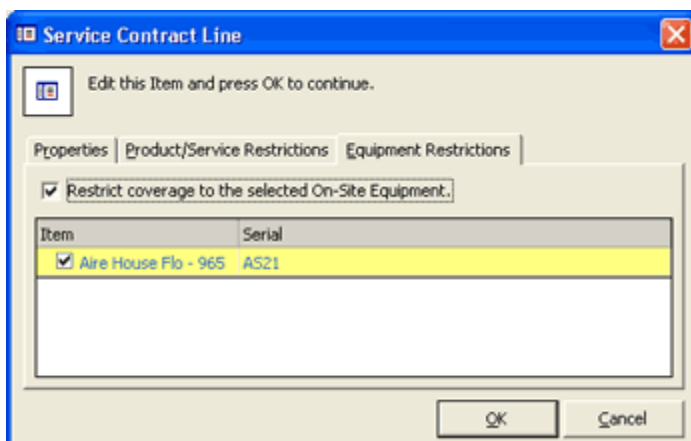 Service Contract Line
Edit this Item and press OK to continue.
Properties Product/Service Restrictions Equipment Restrictions
Restrict coverage to the selected On-Site Equipment.
Item Serial
Aire House Flo - 965 AS21
OK Cancel